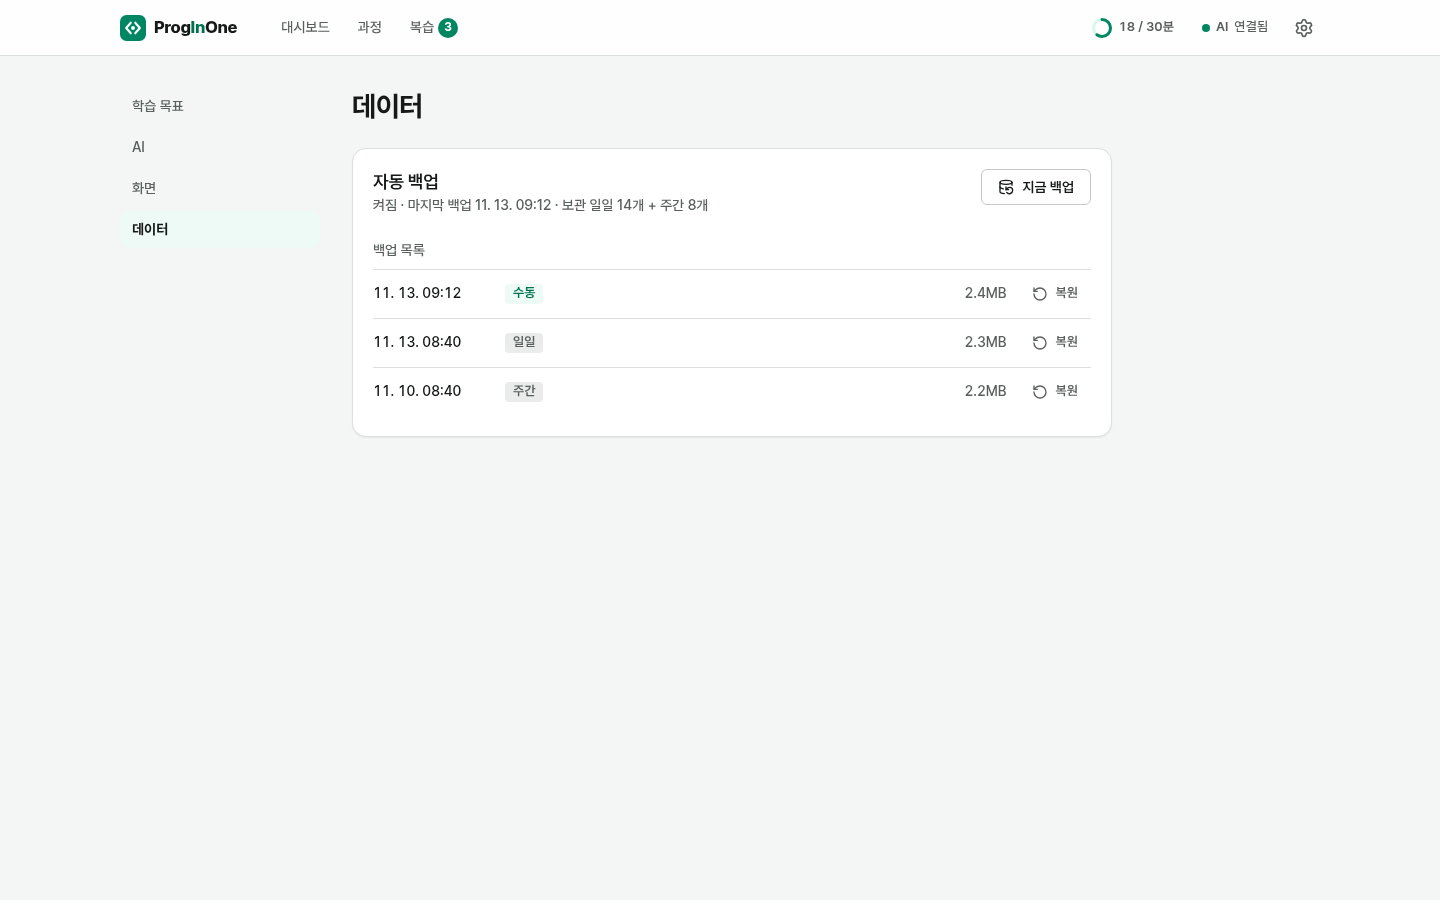 ProgInOne 대시보드 과정 복습 3 18 / 30분 AI 연결됨
학습 목표
AI
화면
데이터
데이터
자동 백업
켜짐 · 마지막 백업 11. 13. 09:12 · 보관 일일 14개 + 주간 8개
지금 백업
백업 목록
11. 13. 09:12 수동 2.4MB 복원
11. 13. 08:40 일일 2.3MB 복원
11. 10. 08:40 주간 2.2MB 복원